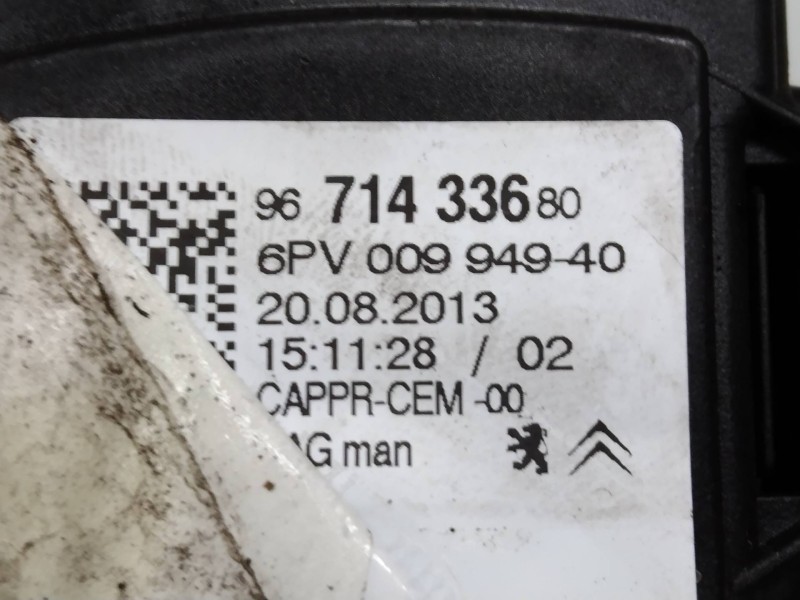 96 714 336 80
6PV 009 949-40
20.08.2013
15:11:28 / 02
CAPPR-CEM -00
AG man